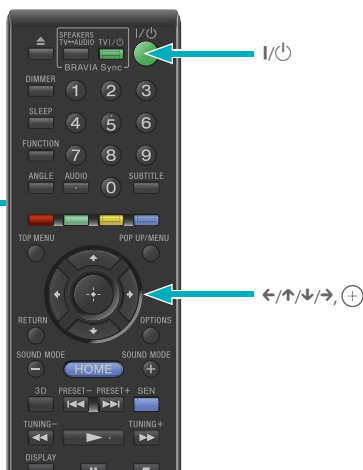 SPEAKERS
TV↔AUDIO TV I/⏻ I/⏻
BRAVIA Sync
I/⏻
DIMMER
1 2 3
SLEEP
4 5 6
FUNCTION
7 8 9
ANGLE AUDIO SUBTITLE
0
TOP MENU POP UP/MENU
←/↑/↓/→,
RETURN OPTIONS
SOUND MODE SOUND MODE
− HOME +
3D PRESET− PRESET+ SEN
TUNING− TUNING+
DISPLAY